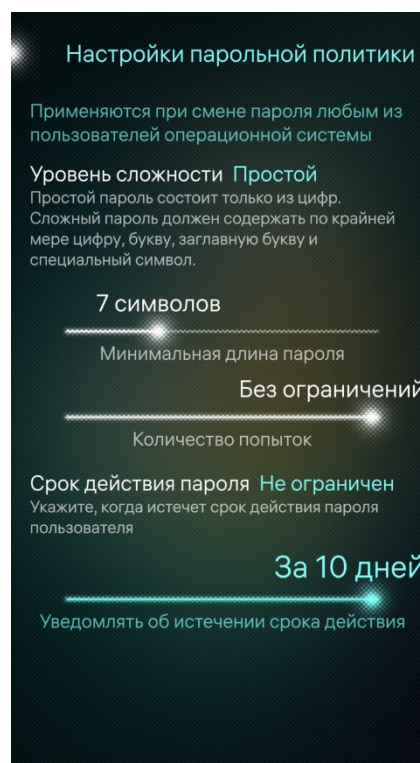 Настройки парольной политики
Применяются при смене пароля любым из
пользователей операционной системы
Уровень сложности Простой
Простой пароль состоит только из цифр.
Сложный пароль должен содержать по крайней
мере цифру, букву, заглавную букву и
специальный символ.
7 символов
Минимальная длина пароля
Без ограничений
Количество попыток
Срок действия пароля Не ограничен
Укажите, когда истечет срок действия пароля
пользователя
За 10 дней
Уведомлять об истечении срока действия